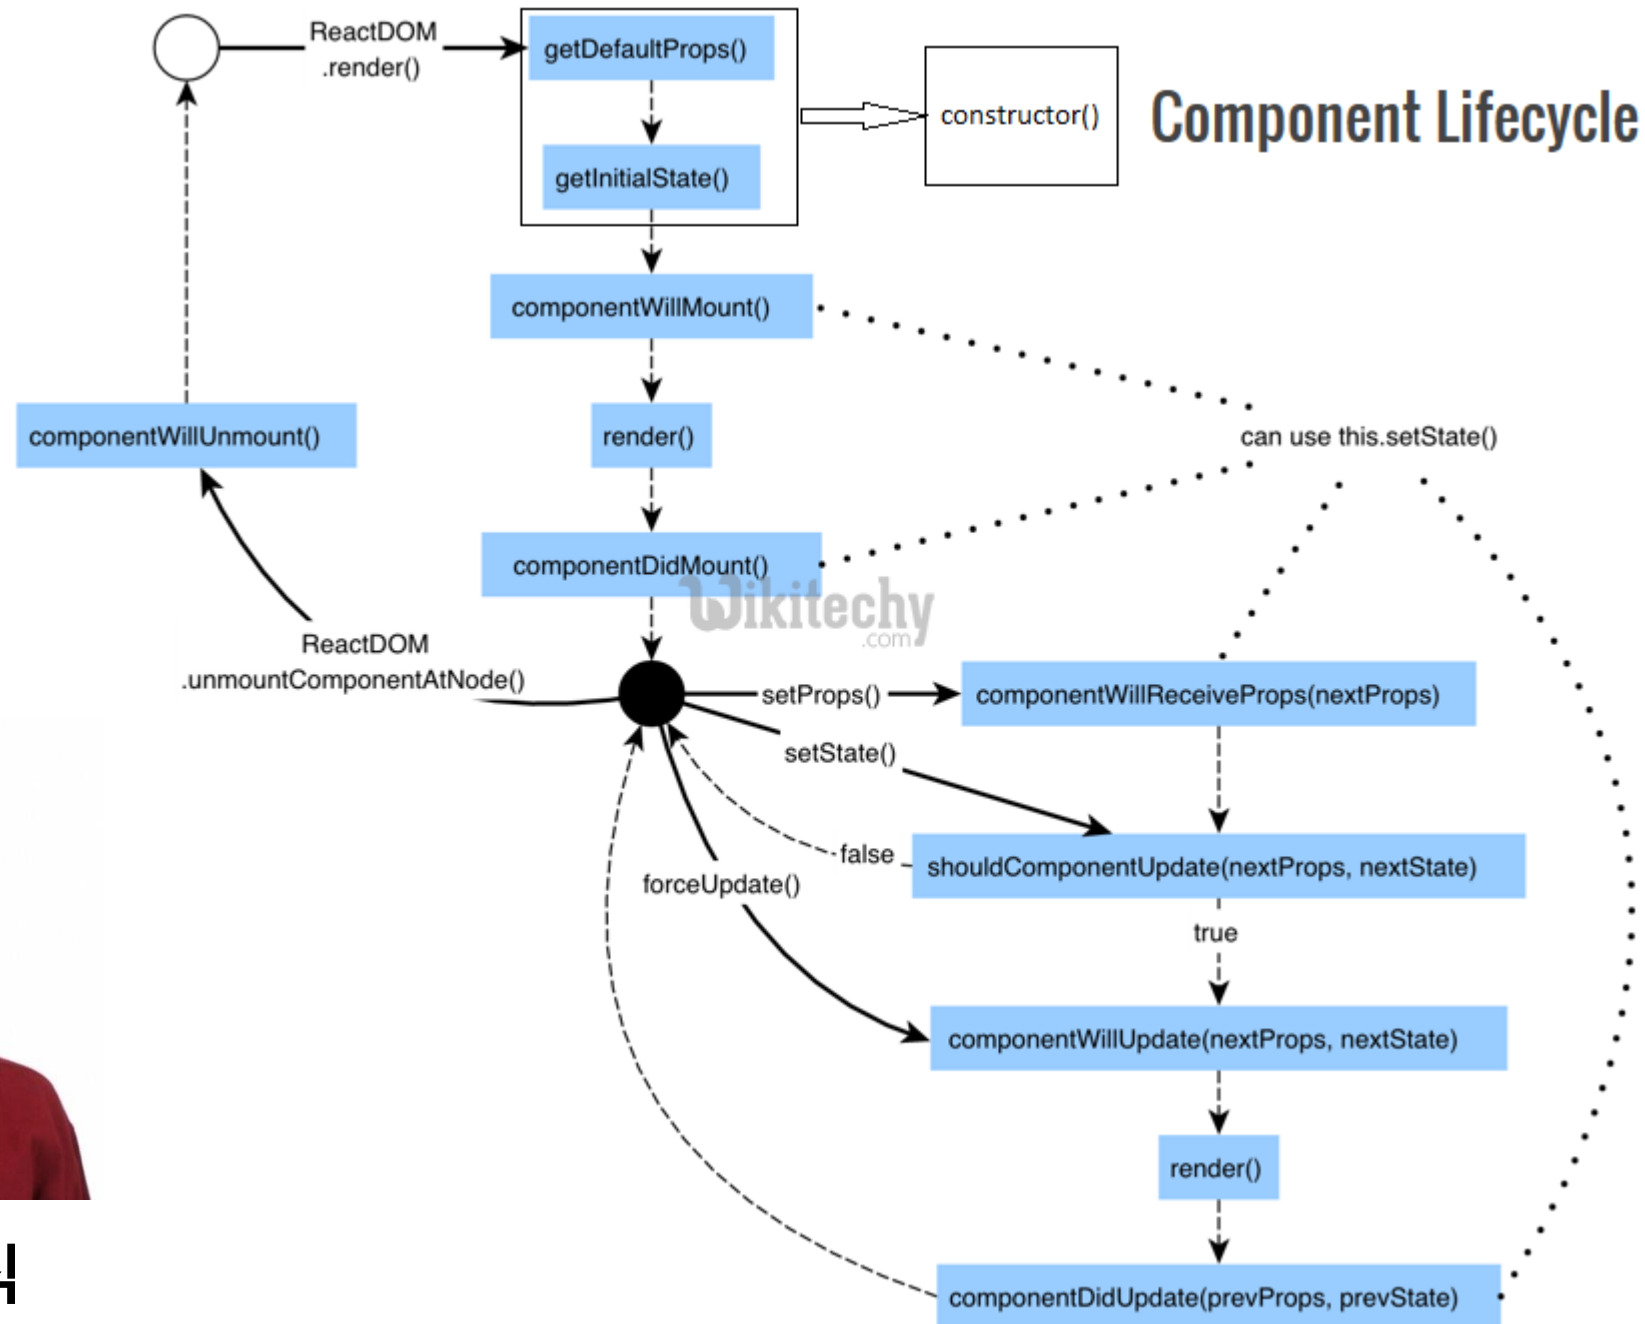 ReactDOM
.render()
getDefaultProps()
getInitialState()
constructor()
Component Lifecycle
componentWillMount()
componentWillUnmount()
render()
can use this.setState()
componentDidMount()
Wikitechy
.com
ReactDOM
.unmountComponentAtNode()
setProps()
componentWillReceiveProps(nextProps)
setState()
false
shouldComponentUpdate(nextProps, nextState)
forceUpdate()
true
componentWillUpdate(nextProps, nextState)
render()
componentDidUpdate(prevProps, prevState)